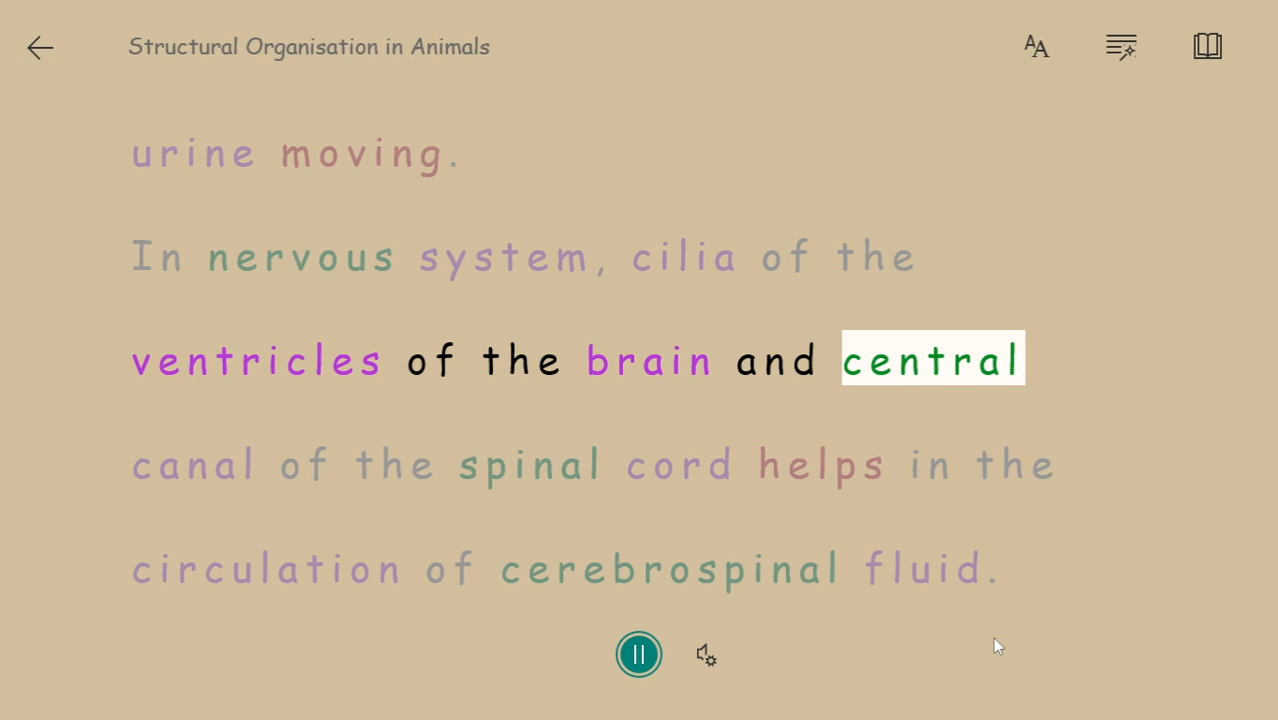 Structural Organisation in Animals
urine moving.
In nervous system, cilia of the
ventricles of the brain and central
canal of the spinal cord helps in the
circulation of cerebrospinal fluid.